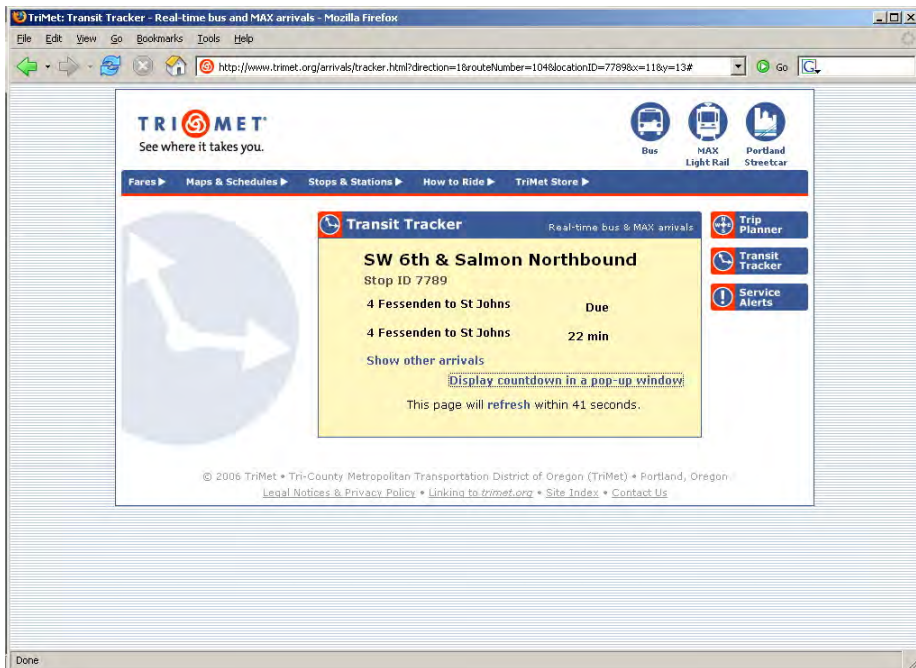 TriMet: Transit Tracker - Real-time bus and MAX arrivals - Mozilla Firefox
File Edit View Go Bookmarks Tools Help
http://www.trimet.org/arrivals/tracker.html?direction=1&routeNumber=104&locationID=7789&x=11&y=13#
Go
G
TRIMET
See where it takes you.
Bus
MAX Light Rail
Portland Streetcar
Fares Maps & Schedules Stops & Stations How to Ride TriMet Store
Transit Tracker Real-time bus & MAX arrivals
SW 6th & Salmon Northbound
Stop ID 7789
4 Fessenden to St Johns Due
4 Fessenden to St Johns 22 min
Show other arrivals
Display countdown in a pop-up window
This page will refresh within 41 seconds.
Trip
Planner
Transit
Tracker
Service
Alerts
© 2006 TriMet • Tri-County Metropolitan Transportation District of Oregon (TriMet) • Portland, Oregon
Legal Notices & Privacy Policy • Linking to trimet.org • Site Index • Contact Us
Done